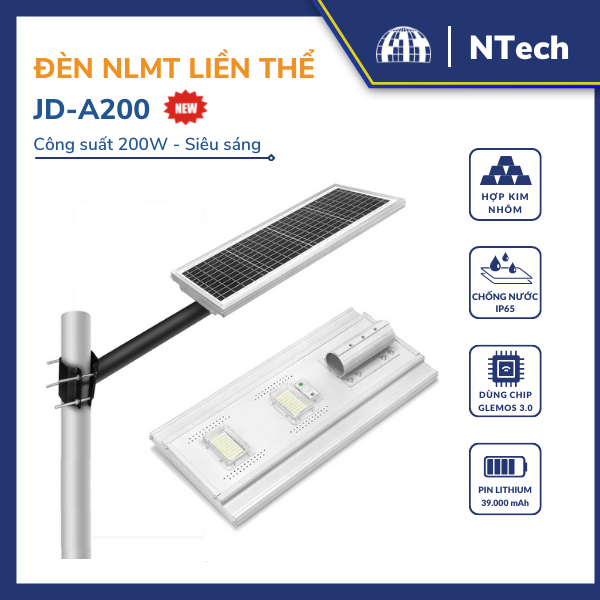 NTech
ĐÈN NLMT LIỀN THỂ
JD-A200 NEW
Công suất 200W - Siêu sáng
HỢP KIM
NHÔM
CHỐNG NƯỚC
IP65
DÙNG CHIP
GLEMOS 3.0
PIN LITHIUM
39.000 mAh